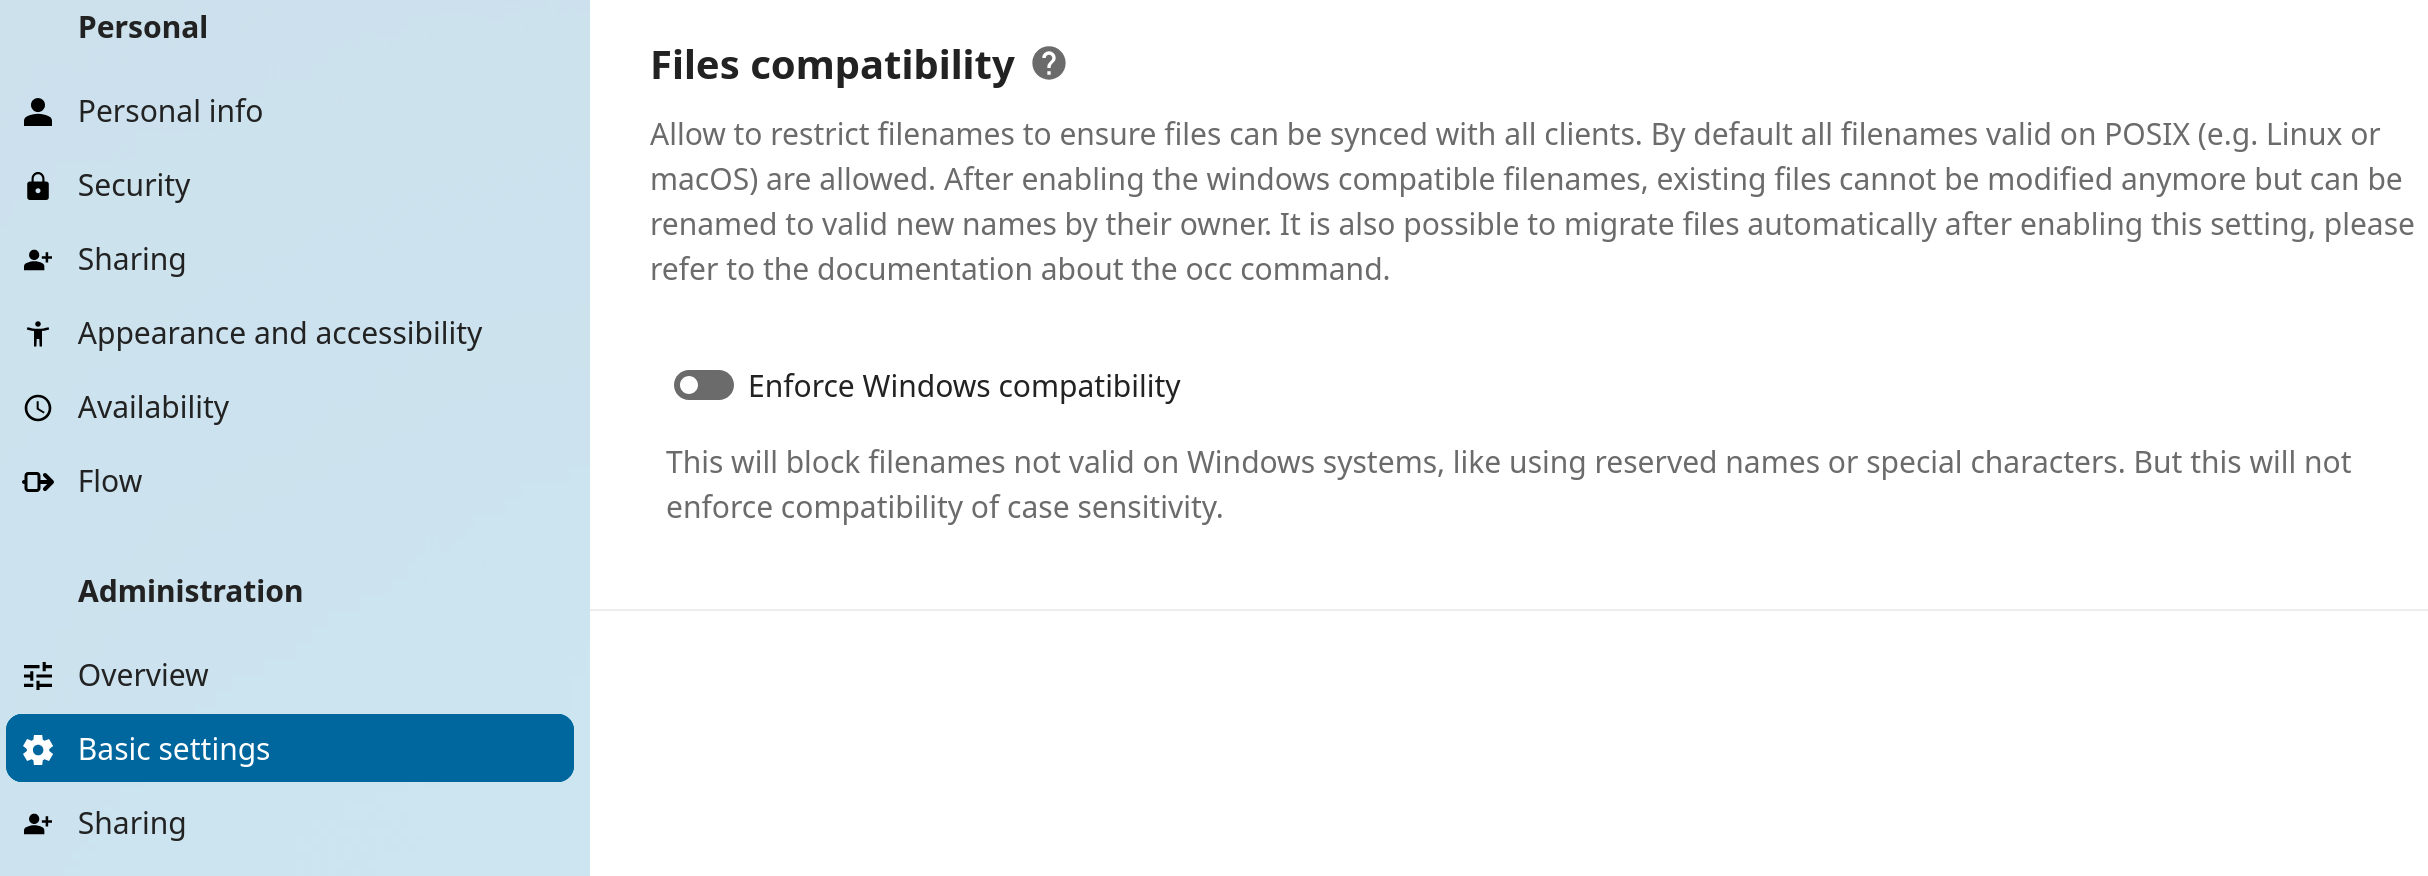 Personal
Personal info
Security
Sharing
Appearance and accessibility
Availability
Flow
Administration
Overview
Basic settings
Sharing
Files compatibility
Allow to restrict filenames to ensure files can be synced with all clients. By default all filenames valid on POSIX (e.g. Linux or
macOS) are allowed. After enabling the windows compatible filenames, existing files cannot be modified anymore but can be
renamed to valid new names by their owner. It is also possible to migrate files automatically after enabling this setting, please
refer to the documentation about the occ command.
Enforce Windows compatibility
This will block filenames not valid on Windows systems, like using reserved names or special characters. But this will not
enforce compatibility of case sensitivity.